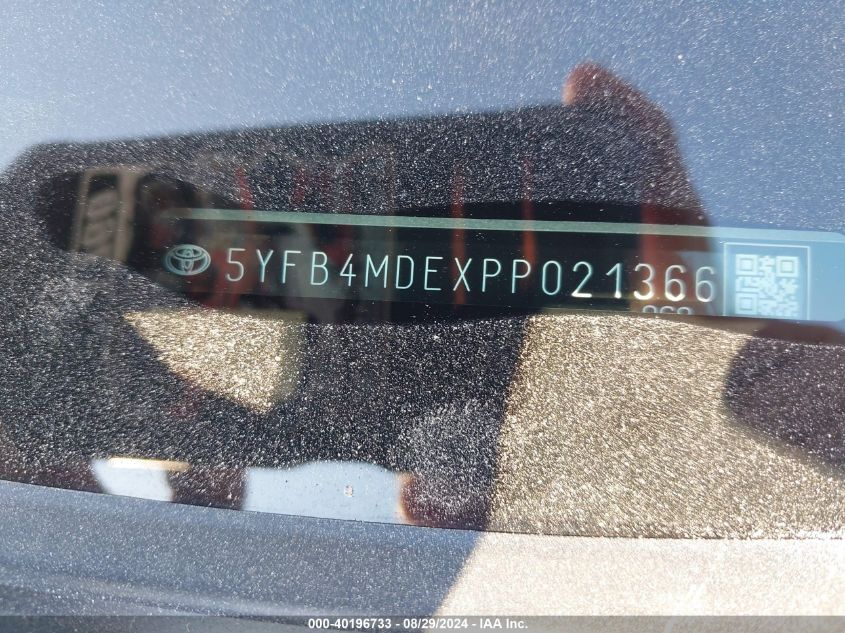 5YFB4MDEXPP021366
000-40196733 - 08/29/2024 - IAA Inc.